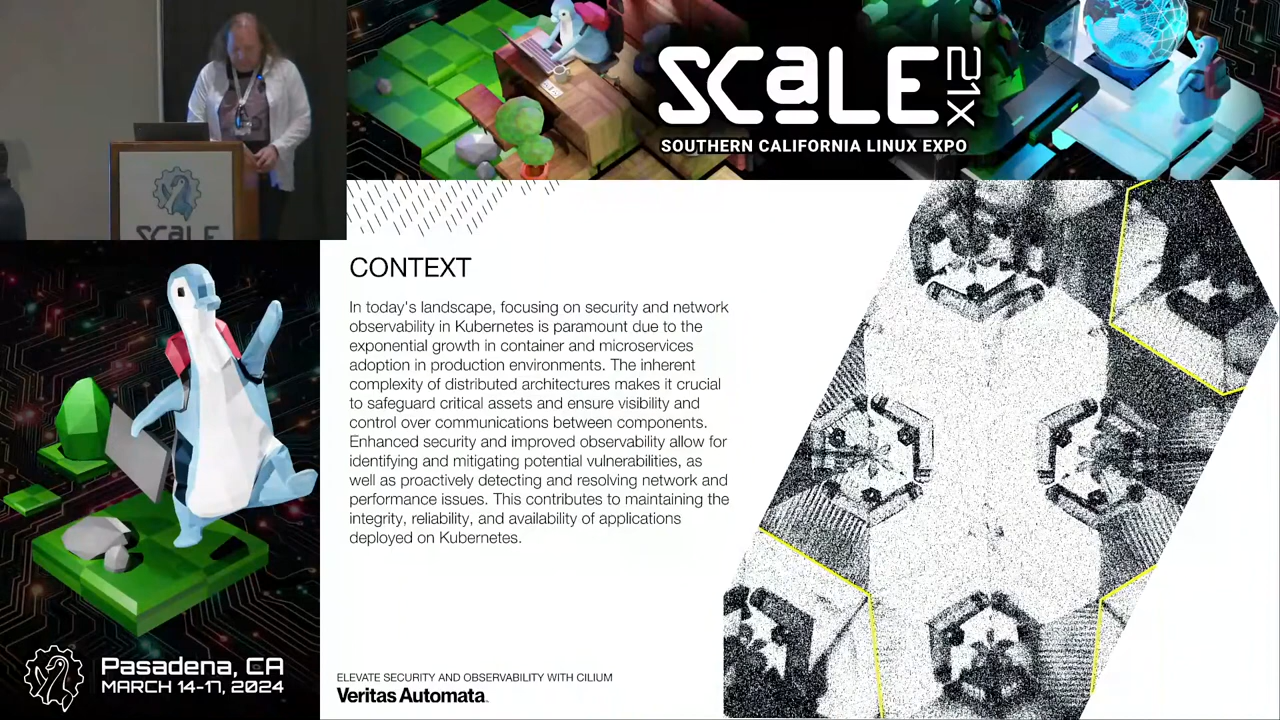 SCaLE 21X
SOUTHERN CALIFORNIA LINUX EXPO
SCaLE
CONTEXT
In today's landscape, focusing on security and network
observability in Kubernetes is paramount due to the
exponential growth in container and microservices
adoption in production environments. The inherent
complexity of distributed architectures makes it crucial
to safeguard critical assets and ensure visibility and
control over communications between components.
Enhanced security and improved observability allow for
identifying and mitigating potential vulnerabilities, as
well as proactively detecting and resolving network and
performance issues. This contributes to maintaining the
integrity, reliability, and availability of applications
deployed on Kubernetes.
Pasadena, CA
MARCH 14-17, 2024
ELEVATE SECURITY AND OBSERVABILITY WITH CILIUM
Veritas Automata